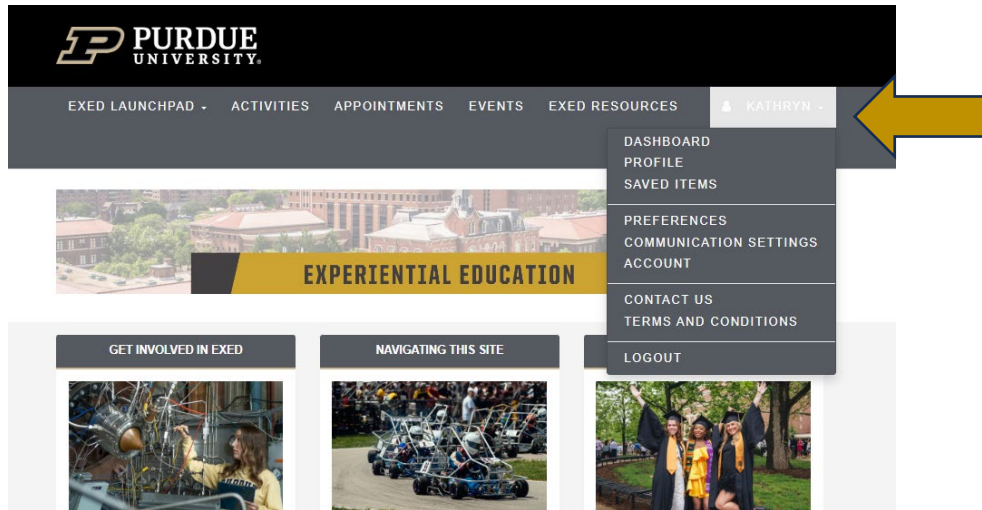 PURDUE
UNIVERSITY®
EXED LAUNCHPAD ACTIVITIES APPOINTMENTS EVENTS EXED RESOURCES KATHRYN
DASHBOARD
PROFILE
SAVED ITEMS
PREFERENCES
COMMUNICATION SETTINGS
ACCOUNT
CONTACT US
TERMS AND CONDITIONS
LOGOUT
EXPERIENTIAL EDUCATION
GET INVOLVED IN EXED
NAVIGATING THIS SITE